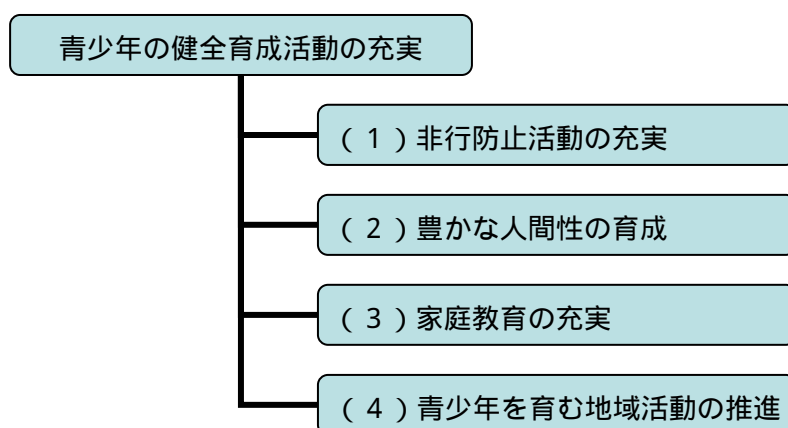 青少年の健全育成活動の充実
(1)非行防止活動の充実
(2)豊かな人間性の育成
(3)家庭教育の充実
(4)青少年を育む地域活動の推進